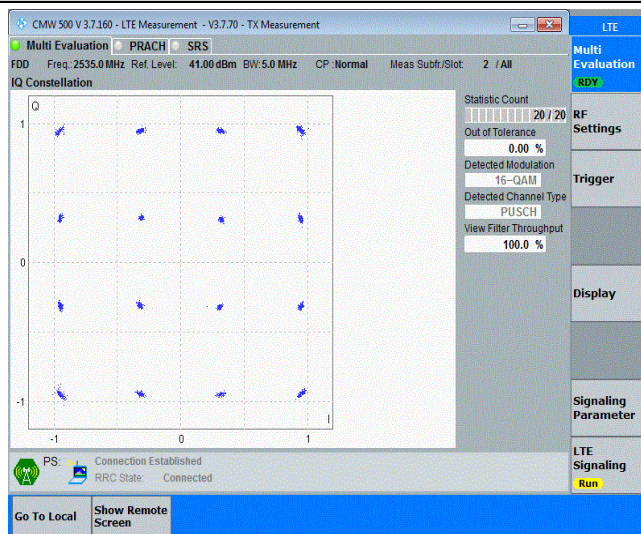 CMW 500 V 3.7.160 - LTE Measurement - V3.7.70 - TX Measurement
LTE
Multi Evaluation PRACH SRS
Multi
Evaluation
RDY
FDD Freq.:2535.0 MHz Ref. Level: 41.00 dBm BW:5.0 MHz CP :Normal Meas Subfr./Slot: 2 / All
IQ Constellation
Q
1
0
-1
-1 0 1
I
Statistic Count
20 / 20
Out of Tolerance
0.00 %
Detected Modulation
16-QAM
Detected Channel Type
PUSCH
View Filter Throughput
100.0 %
RF
Settings
Trigger
Display
Signaling
Parameter
LTE
Signaling
Run
PS: Connection Established
RRC State: Connected
Go To Local
Show Remote
Screen